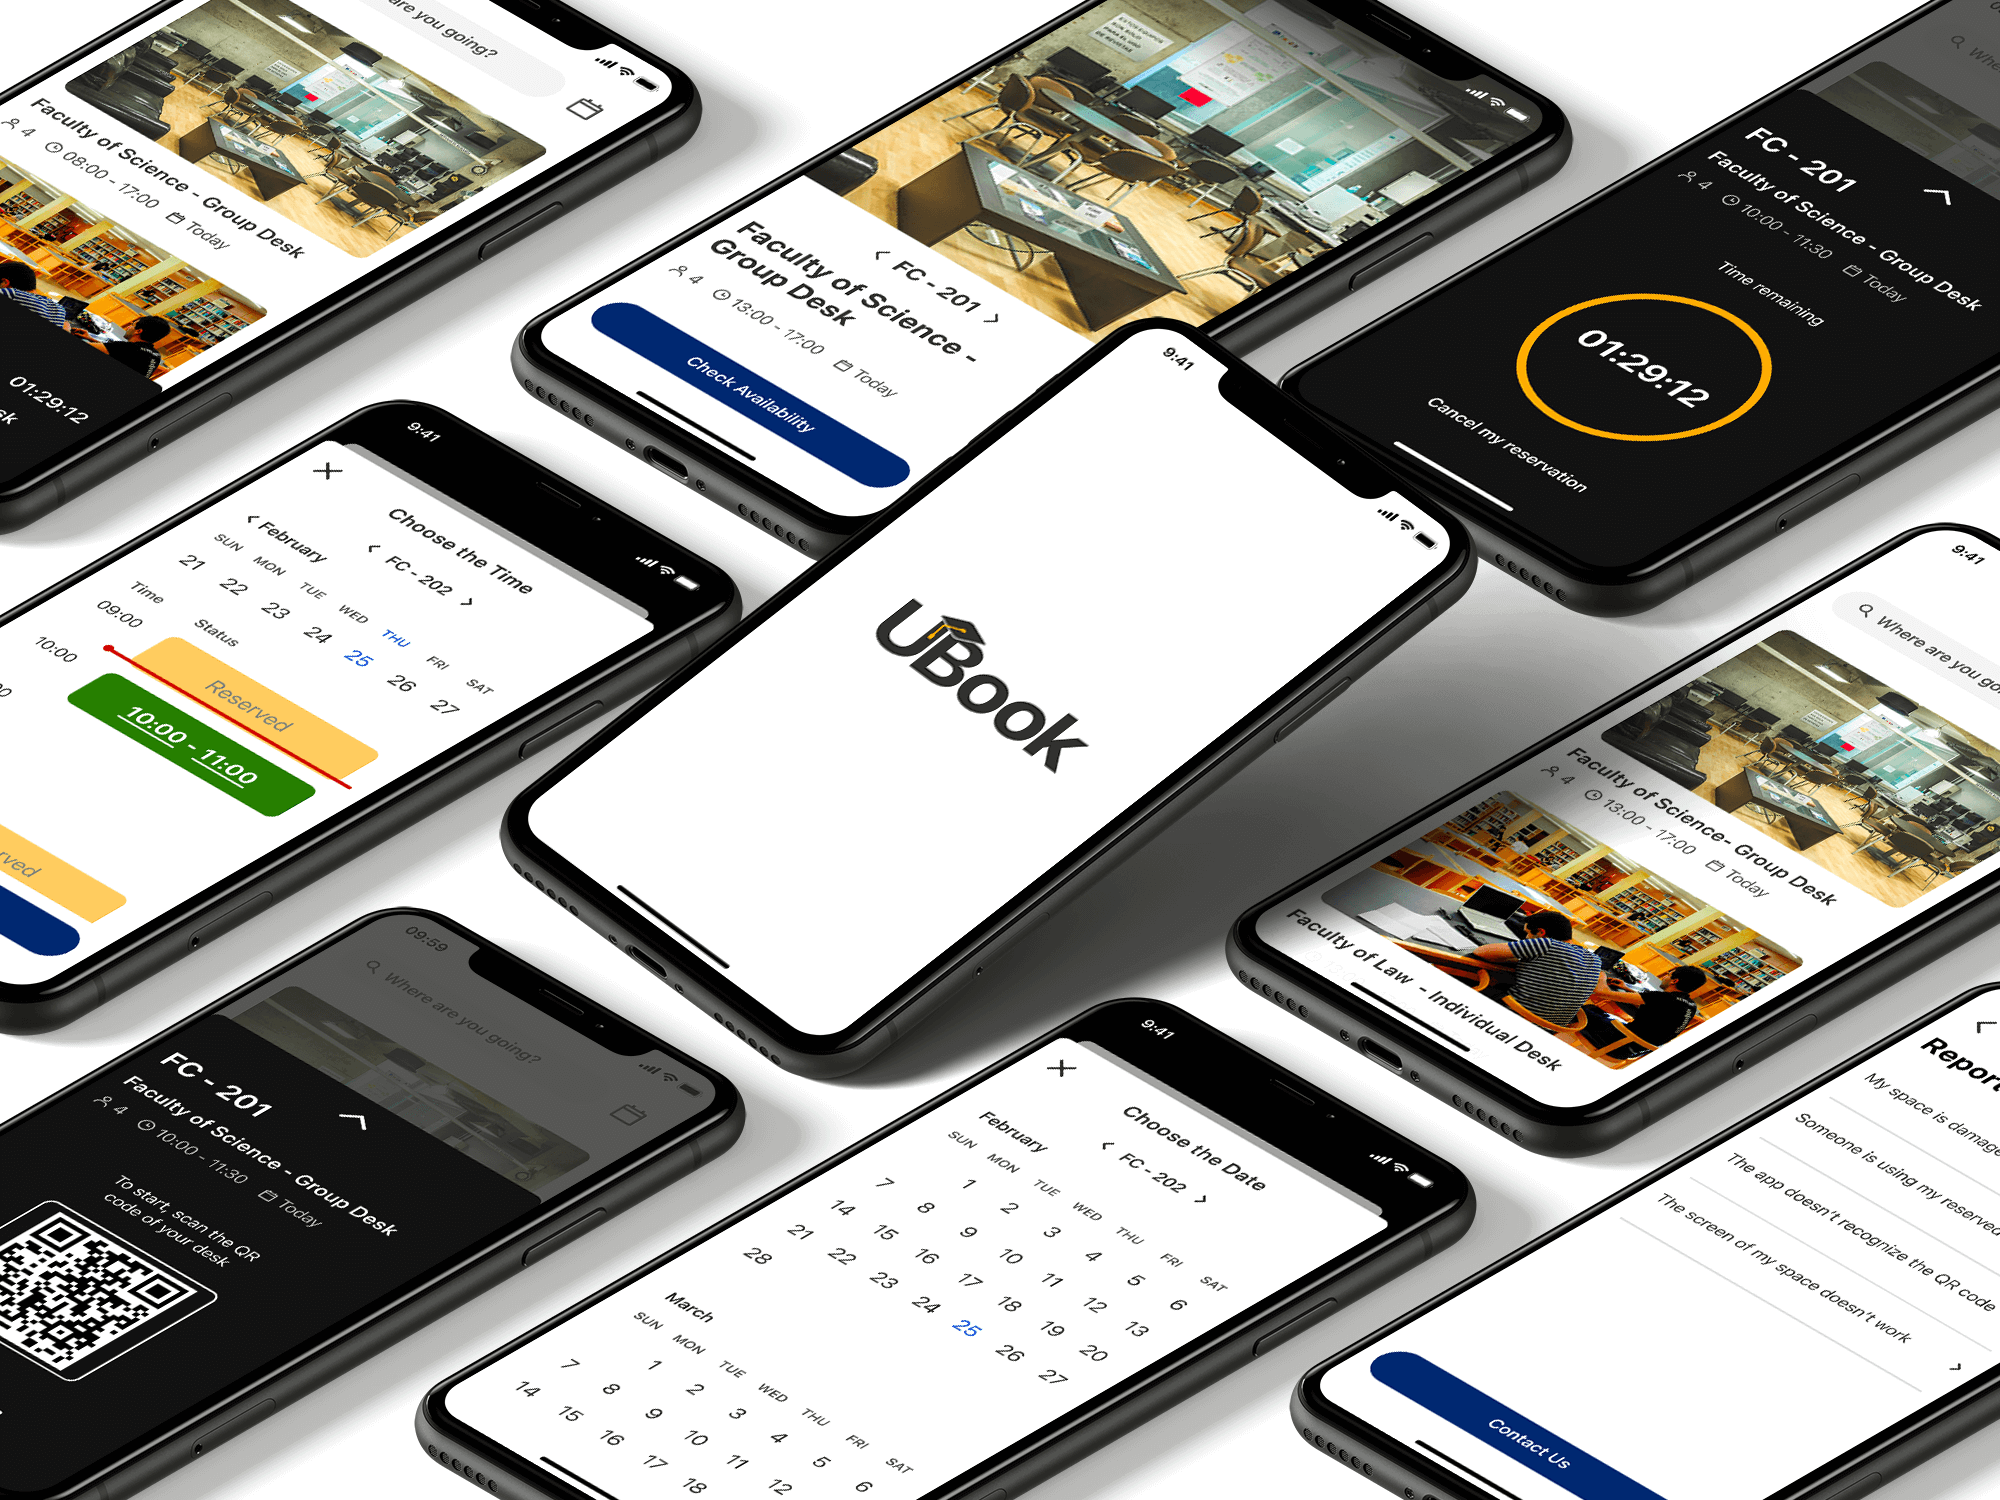 are you going?
Faculty of Science - Group Desk
4 08:00 - 17:00 Today
01:29:12
ESTOS EQUIPOS
SON SOLO
PARA EL USO
DE REVISTAS
< FC - 201 >
Faculty of Science -
Group Desk
4 13:00 - 17:00 Today
Check Availability
FC - 201
Faculty of Science - Group Desk
4 10:00 - 11:30 Today
Time remaining
01:29:12
Cancel my reservation
9:41
Choose the Time
< February
< FC - 202 >
SUN MON TUE WED THU FRI SAT
21 22 23 24 25 26 27
Time Status
09:00
Reserved
10:00
10:00 - 11:00
9:41
UBook
9:41
Where are you
Faculty of Science- Group Desk
4 13:00 - 17:00 Today
Faculty of Law - Individual Desk
09:59
Where are you going?
FC - 201
Faculty of Science - Group Desk
4 10:00 - 11:30 Today
To start, scan the QR
code of your desk
9:41
Choose the Date
February
< FC - 202 >
SUN MON TUE WED THU FRI SAT
1 2 3 4 5 6
7 8 9 10 11 12 13
14 15 16 17 18 19 20
21 22 23 24 25 26 27
28
March
SUN MON TUE WED THU FRI SAT
1 2 3 4 5 6
7 8 9 10 11 12
14 15 16 17 18
Report
My space is
Someone is using my reserved
The app doesn't recognize the QR code
The screen of my space doesn't work
Contact Us